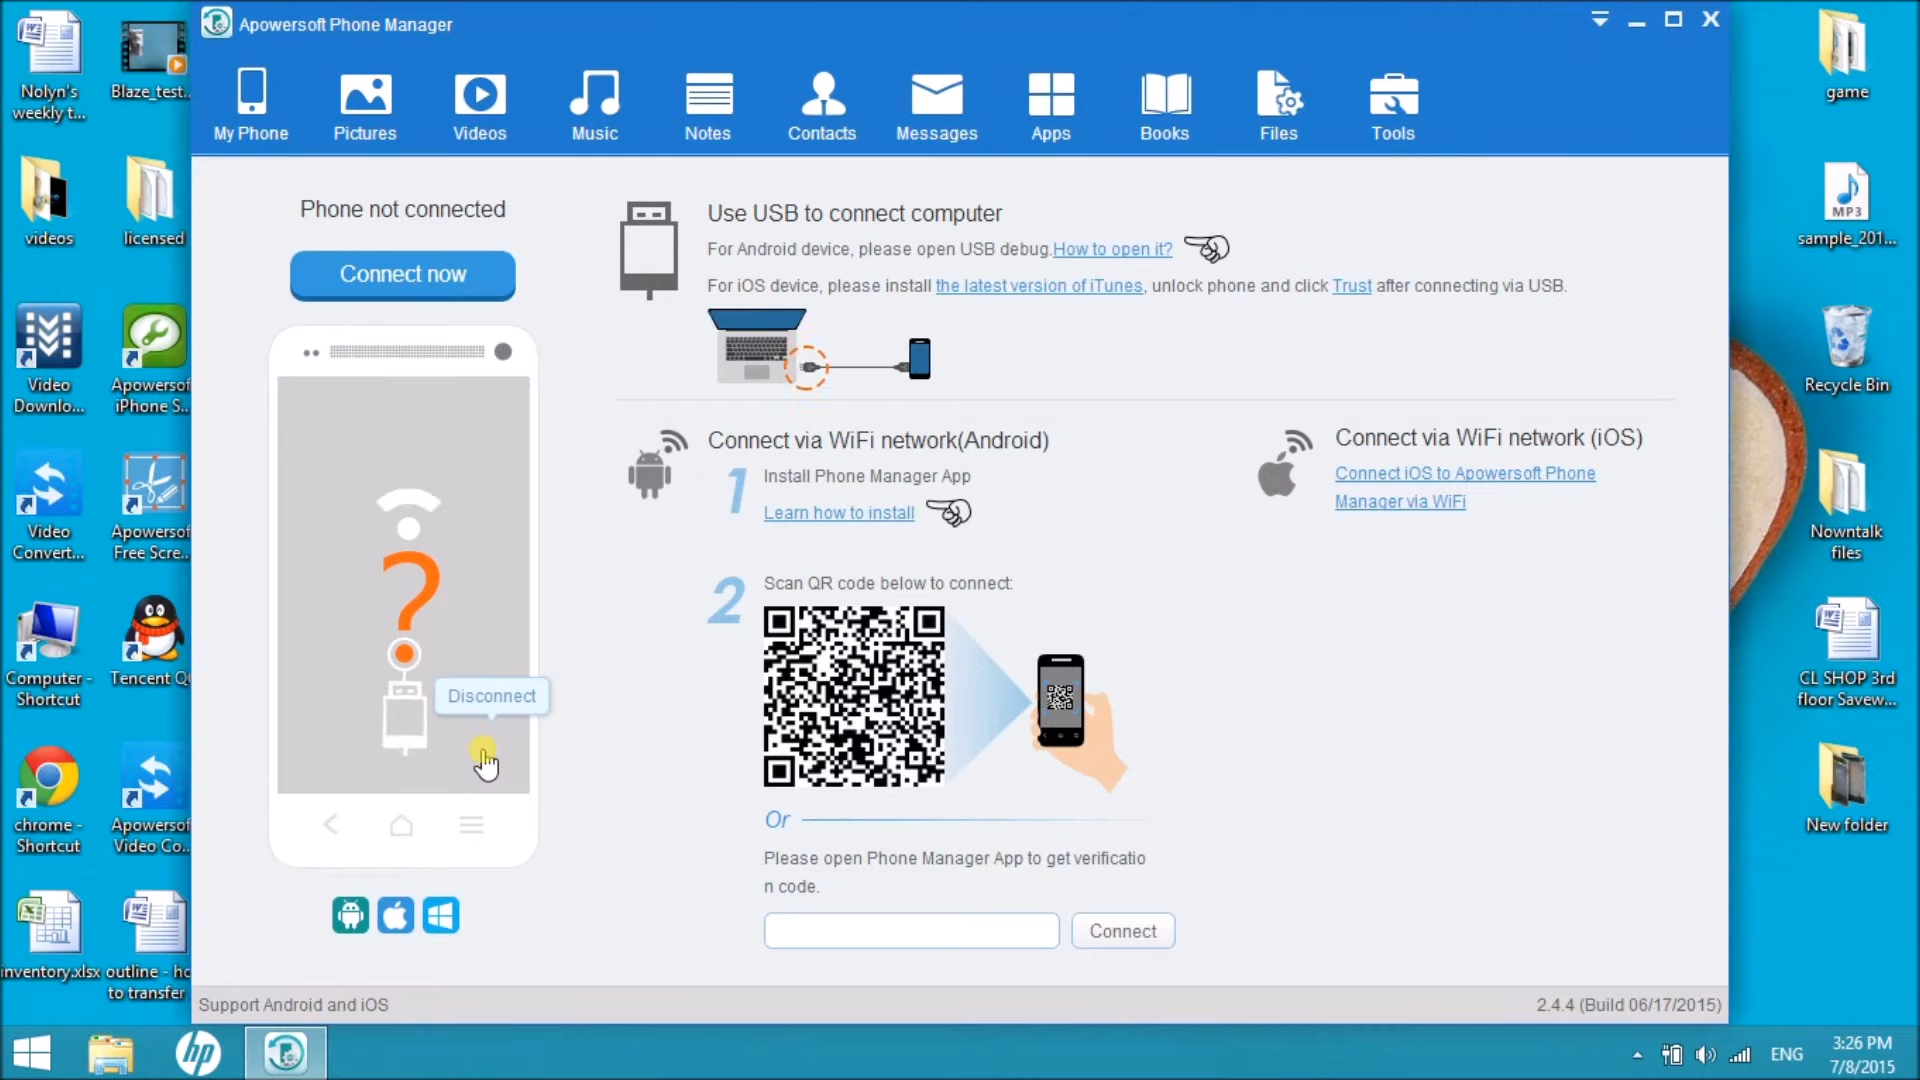 Apowersoft Phone Manager
My Phone
Pictures
Videos
Music
Notes
Contacts
Messages
Apps
Books
Files
Tools
Phone not connected
Connect now
Disconnect
Use USB to connect computer
For Android device, please open USB debug.How to open it?
For iOS device, please install the latest version of iTunes, unlock phone and click Trust after connecting via USB.
Connect via WiFi network(Android)
1
Install Phone Manager App
Learn how to install
2
Scan QR code below to connect:
Or
Please open Phone Manager App to get verificatio
n code.
Connect
Connect via WiFi network (iOS)
Connect iOS to Apowersoft Phone
Manager via WiFi
Support Android and iOS
2.4.4 (Build 06/17/2015)
Nolyn's
weekly t...
Blaze_test...
videos
licensed
Video
Downlo...
Apowersof
iPhone S...
Video
Convert...
Apowersof
Free Scre...
Computer -
Shortcut
Tencent QQ
chrome -
Shortcut
Apowersof
Video Co...
inventory.xlsx
outline - ho
to transfer
game
MP3
sample_201...
Recycle Bin
Nowntalk
files
CL SHOP 3rd
floor Savew...
New folder
hp
ENG
3:26 PM
7/8/2015